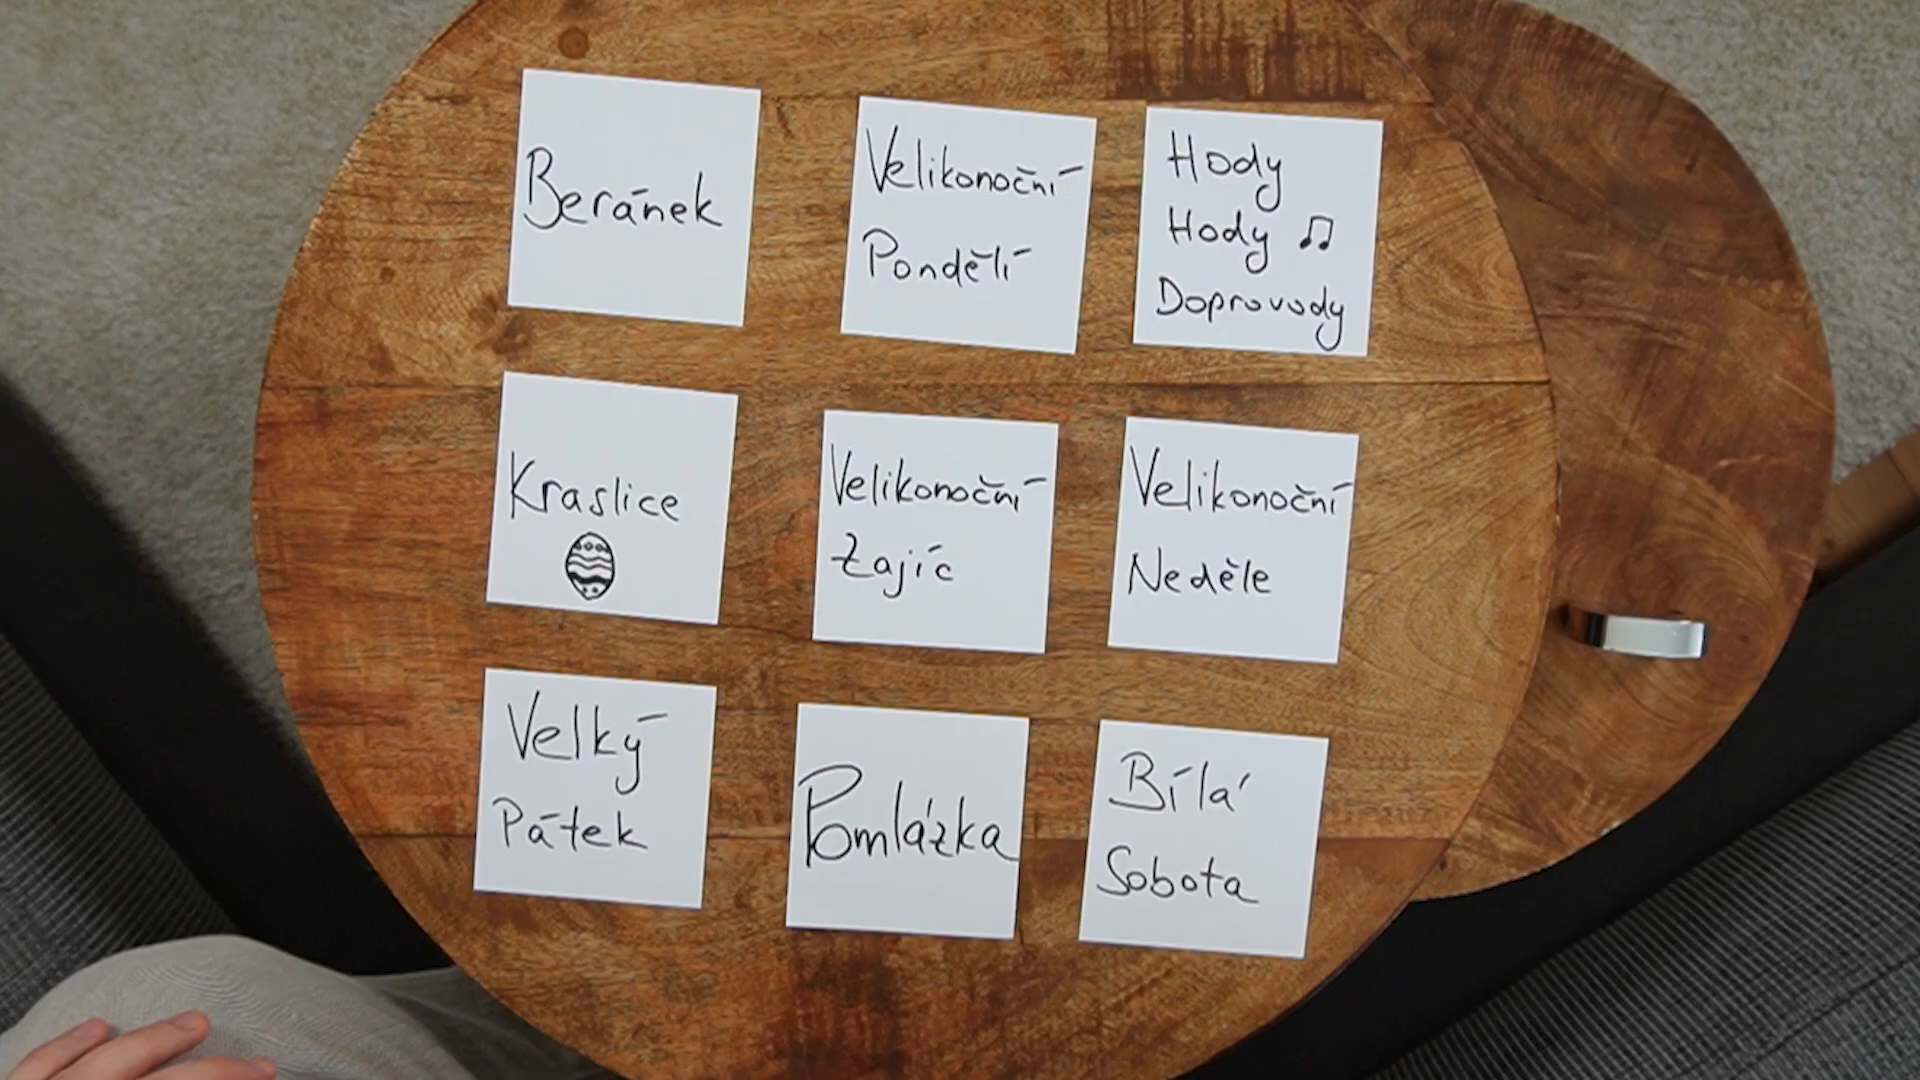 Beránek
Velikonoční
Pondělí
Hody
Hody
Doprovody
Kraslice
Velikonoční
Zajíc
Velikonoční
Neděle
Velký
Pátek
Pomlázka
Bílá
Sobota